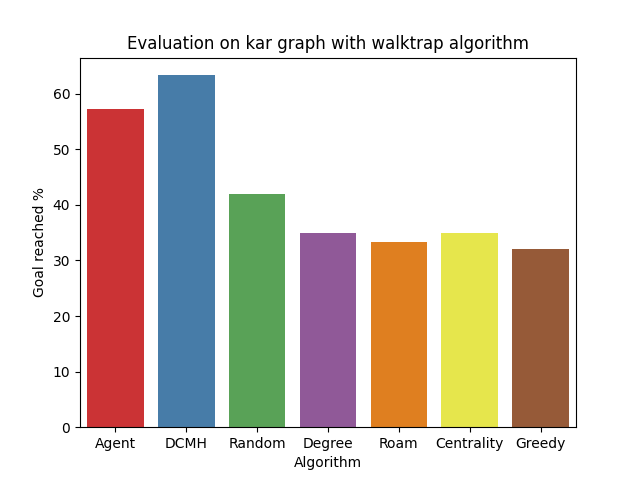 Evaluation on kar graph with walktrap algorithm
60
50
40
30
20
10
0
Goal reached %
Agent DCMH Random Degree Roam Centrality Greedy
Algorithm